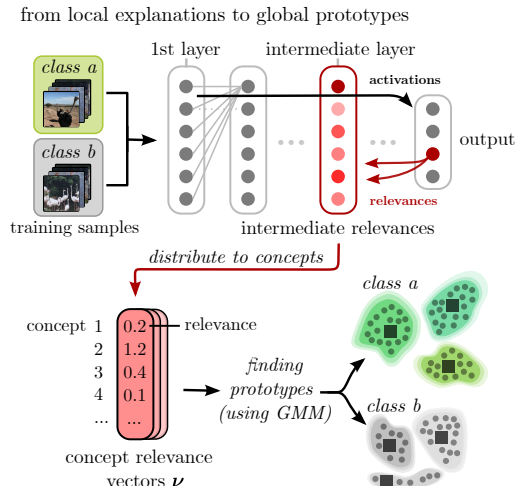 from local explanations to global prototypes
1st layer
intermediate layer
class a
activations
class b
output
relevances
training samples
intermediate relevances
distribute to concepts
class a
concept 1 0.2 relevance
2 1.2
3 0.4
4 0.1
... ...
finding
prototypes
(using GMM)
class b
concept relevance
vectors ν